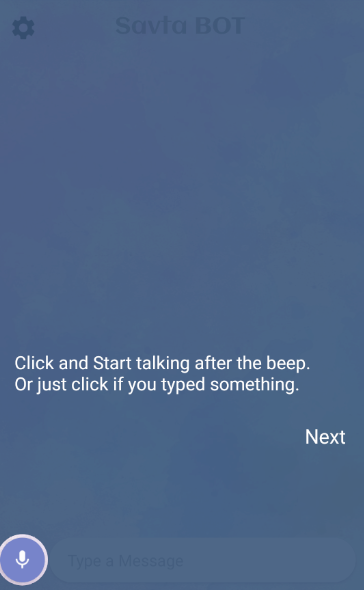 Savta BOT
Click and Start talking after the beep.
Or just click if you typed something.
Next
Type a Message